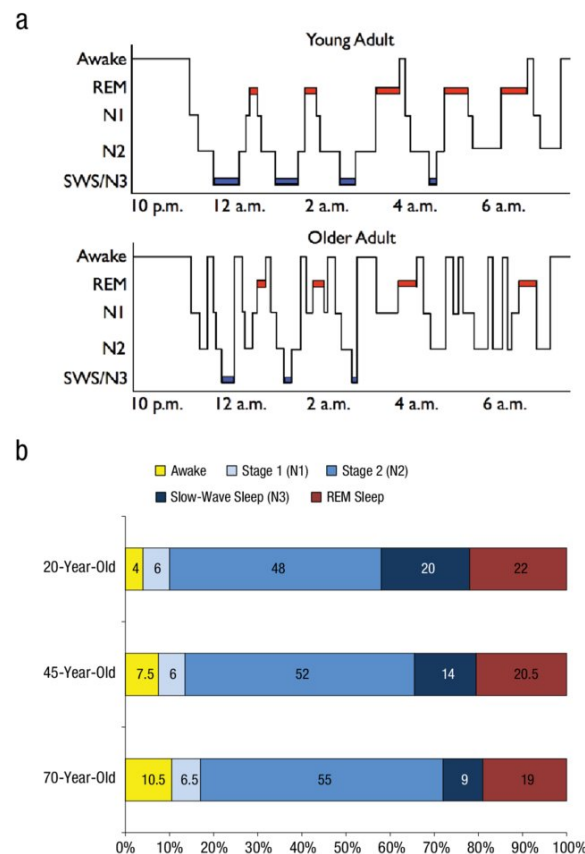 a
Young Adult
Awake
REM
N1
N2
SWS/N3
10 p.m. 12 a.m. 2 a.m. 4 a.m. 6 a.m.
Older Adult
Awake
REM
N1
N2
SWS/N3
10 p.m. 12 a.m. 2 a.m. 4 a.m. 6 a.m.
b
Awake Stage 1 (N1) Stage 2 (N2)
Slow-Wave Sleep (N3) REM Sleep
20-Year-Old 4 6 48 20 22
45-Year-Old 7.5 6 52 14 20.5
70-Year-Old 10.5 6.5 55 9 19
0% 10% 20% 30% 40% 50% 60% 70% 80% 90% 100%